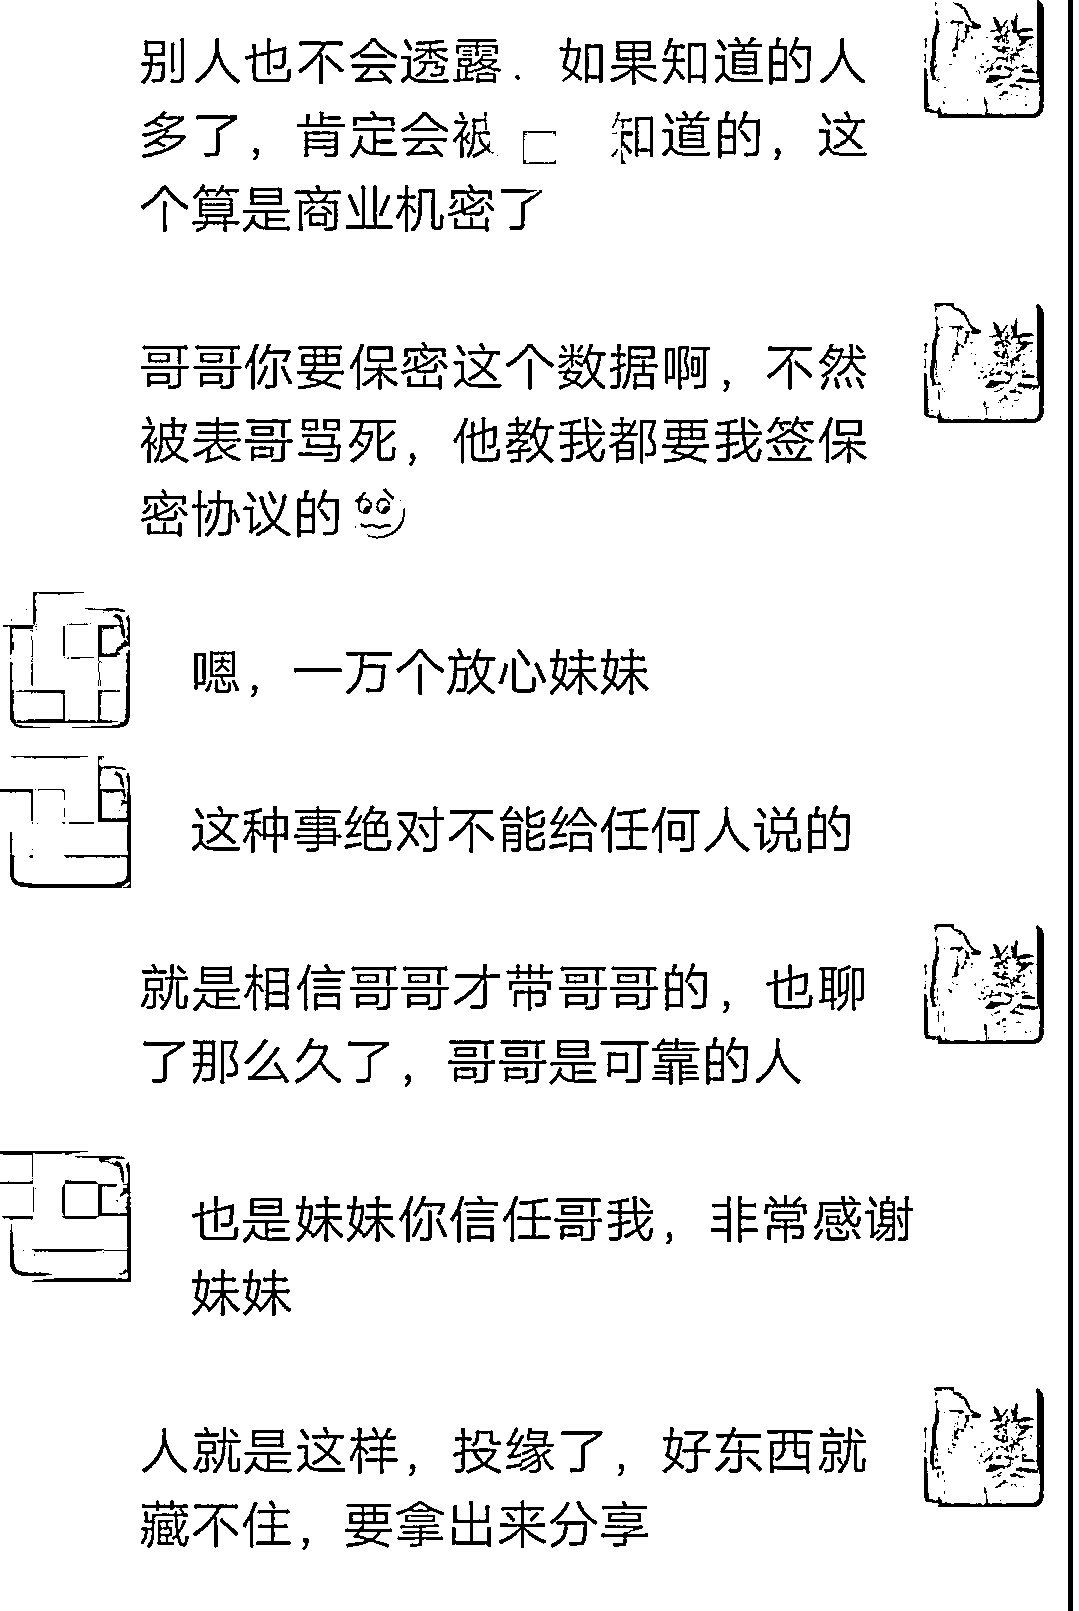 别人也不会透露．如果知道的人
多了，肯定会被 知道的，这
个算是商业机密了
哥哥你要保密这个数据啊，不然
被表哥骂死，他教我都要我签保
密协议的
嗯，一万个放心妹妹
这种事绝对不能给任何人说的
就是相信哥哥才带哥哥的，也聊
了那么久了，哥哥是可靠的人
也是妹妹你信任哥我，非常感谢
妹妹
人就是这样，投缘了，好东西就
藏不住，要拿出来分享